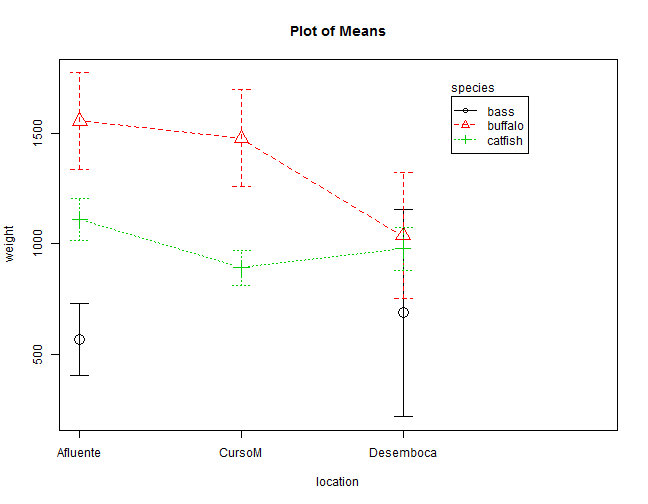 Plot of Means
species
bass
buffalo
catfish
weight
1500
1000
500
Afluente CursoM Desemboca
location